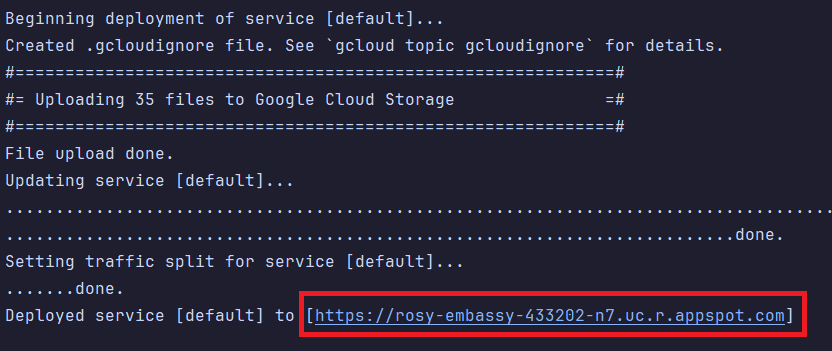 Beginning deployment of service [default]...
Created .gcloudignore file. See `gcloud topic gcloudignore` for details.
#============================================================#
#= Uploading 35 files to Google Cloud Storage               =#
#============================================================#
File upload done.
Updating service [default]...
...................................................................................
.........................................................................done.
Setting traffic split for service [default]...
.......done.
Deployed service [default] to [https://rosy-embassy-433202-n7.uc.r.appspot.com]